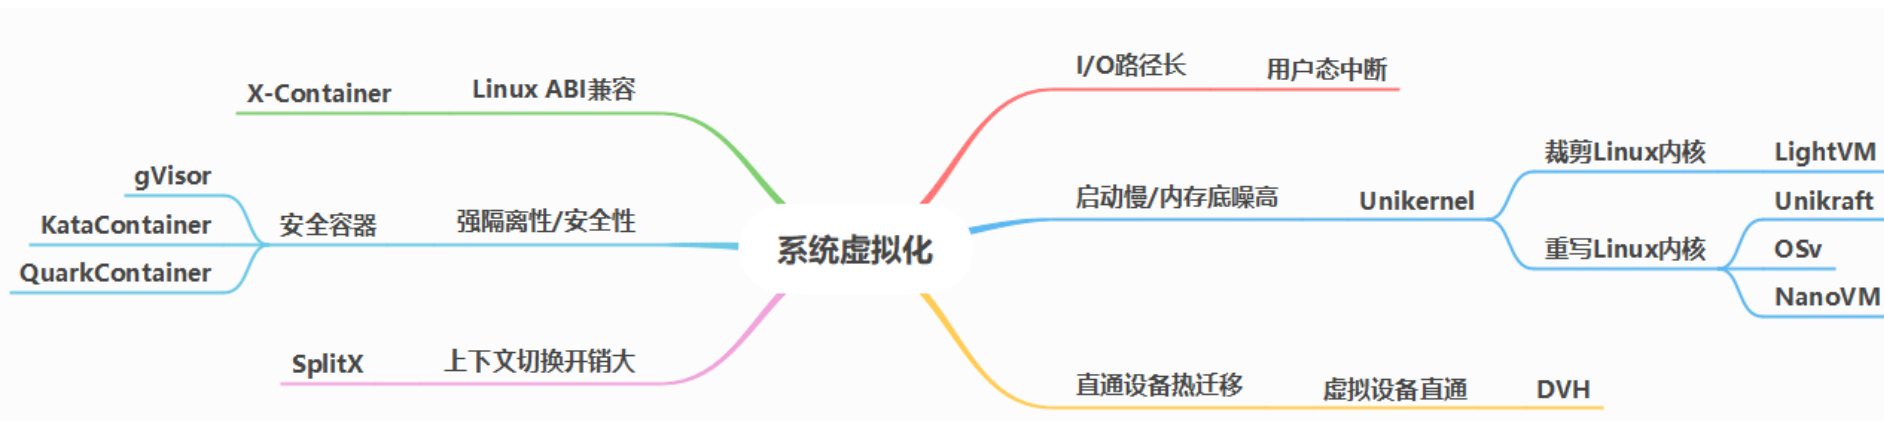 系统虚拟化
I/O路径长
用户态中断
启动慢/内存底噪高
Unikernel
裁剪Linux内核
LightVM
重写Linux内核
Unikraft
OSv
NanoVM
直通设备热迁移
虚拟设备直通
DVH
Linux ABI兼容
X-Container
强隔离性/安全性
安全容器
gVisor
KataContainer
QuarkContainer
上下文切换开销大
SplitX